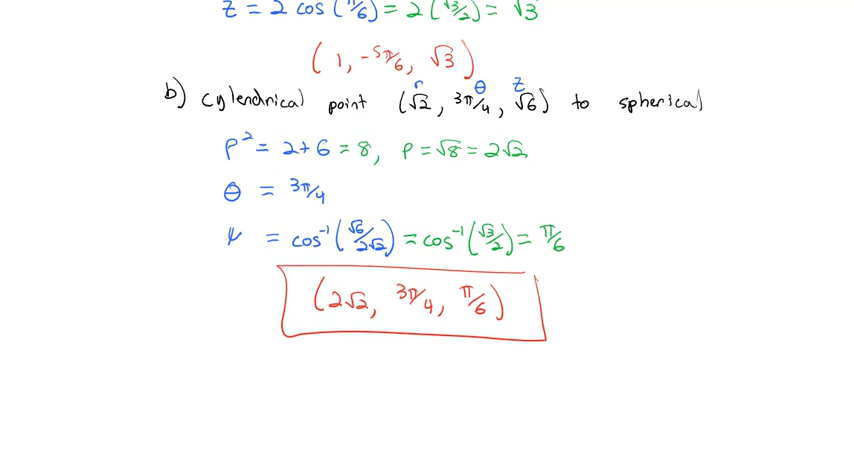 z = 2 cos (π/6) = 2 (√3/2) = √3
(1, -5π/6, √3)
r θ z
b) cylendrical point (√2, 3π/4, √6) to spherical
ρ² = 2+6 = 8, ρ = √8 = 2√2
θ = 3π/4
ψ = cos⁻¹ (√6/2√2) = cos⁻¹ (√3/2) = π/6
(2√2, 3π/4, π/6)